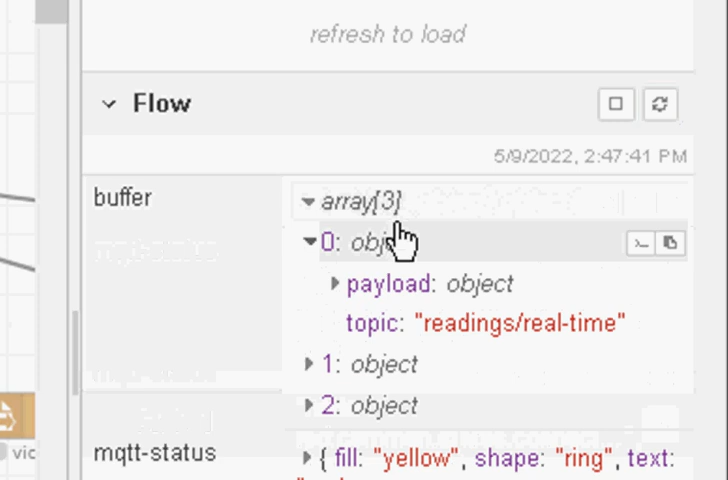 refresh to load
Flow
5/9/2022, 2:47:41 PM
buffer
array[3]
0: obj
payload: object
topic: "readings/real-time"
1: object
2: object
mqtt-status
{ fill: "yellow", shape: "ring", text:
vic